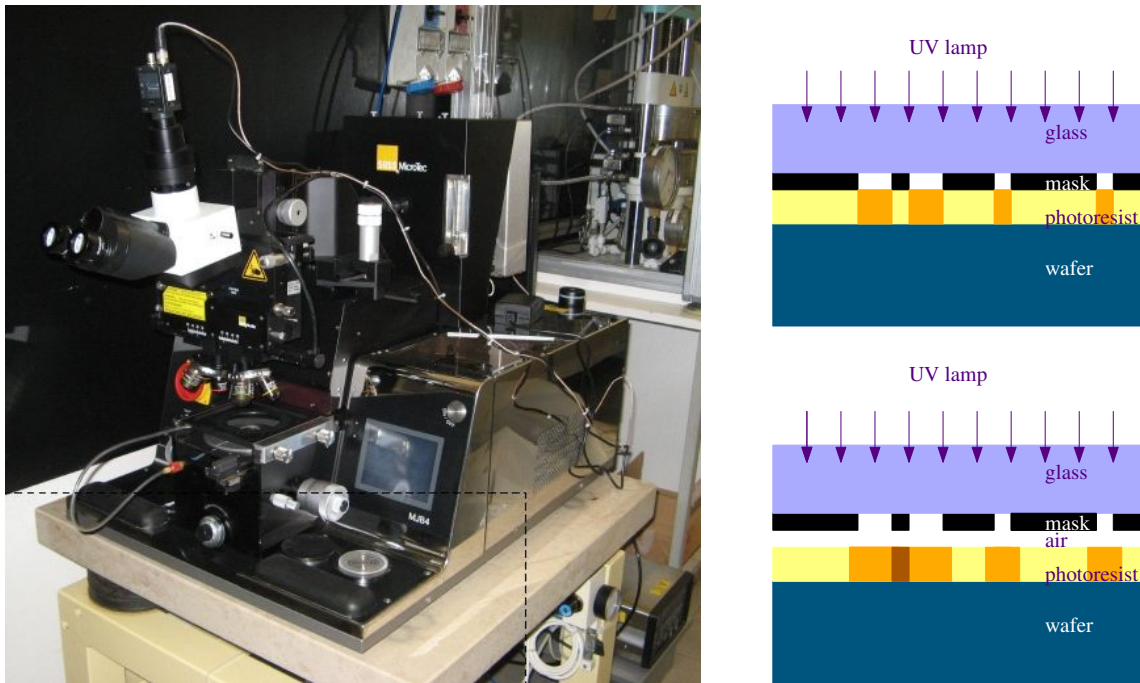 SUSS MicroTec
MJB4
UV lamp
glass
mask
photoresist
wafer
UV lamp
glass
mask
air
photoresist
wafer